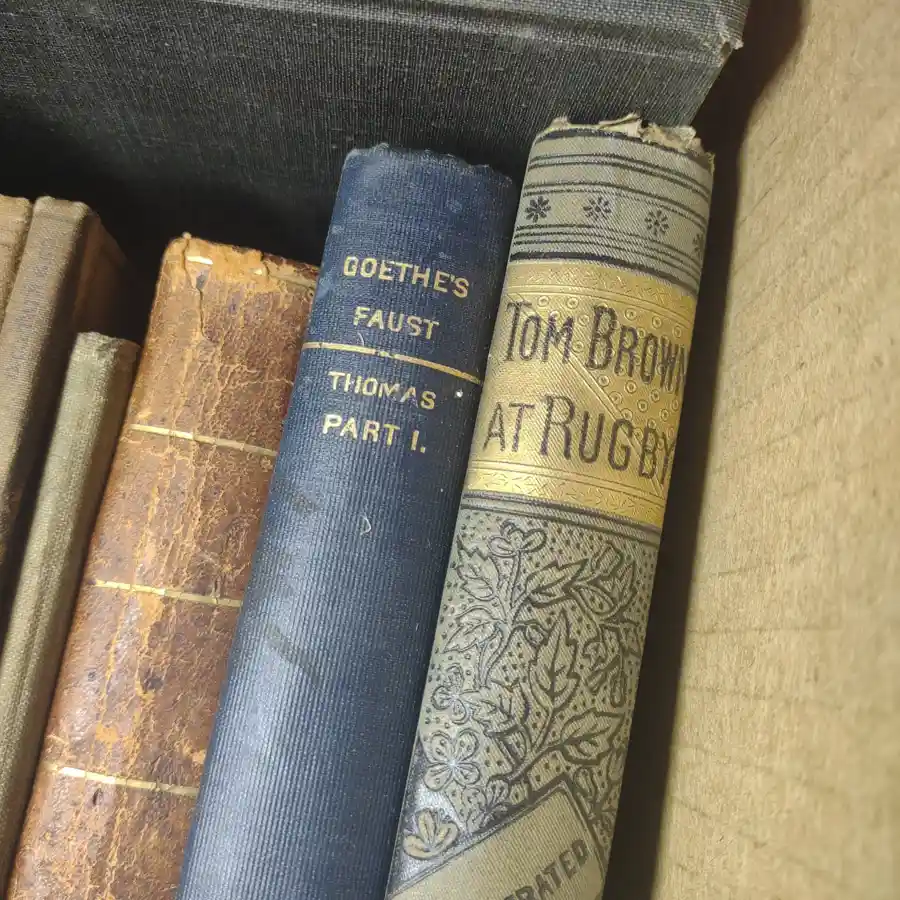 GOETHE'S
FAUST
THOMAS
PART I.
TOM BROWN
AT RUGBY